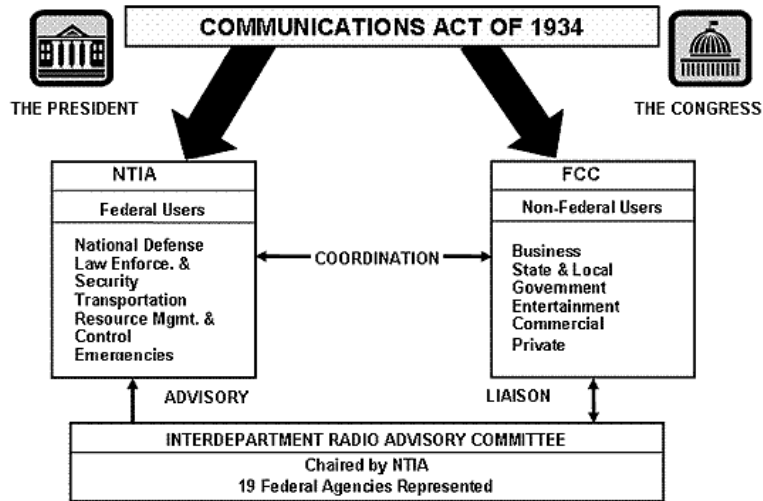 COMMUNICATIONS ACT OF 1934
THE PRESIDENT
THE CONGRESS
NTIA
Federal Users
National Defense
Law Enforce. &
Security
Transportation
Resource Mgmt. &
Control
Emergencies
COORDINATION
FCC
Non-Federal Users
Business
State & Local
Government
Entertainment
Commercial
Private
ADVISORY
LIAISON
INTERDEPARTMENT RADIO ADVISORY COMMITTEE
Chaired by NTIA
19 Federal Agencies Represented